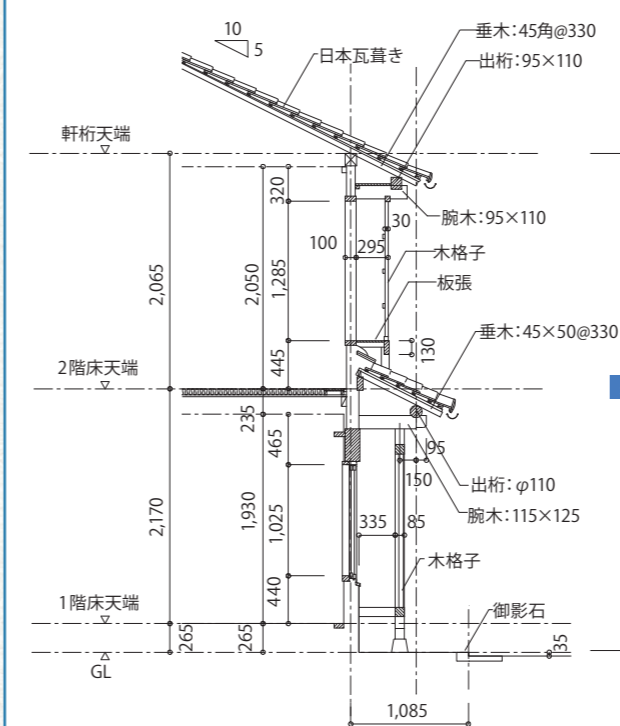 10
5
日本瓦葺き
垂木：45角@330
出桁：95×110
軒桁天端
320
腕木：95×110
30
100
295
木格子
板張
2,065
2,050
1,285
垂木：45×50@330
130
445
2階床天端
235
465
95
150
出桁：φ110
腕木：115×125
2,170
1,930
1,025
335
85
木格子
440
1階床天端
御影石
265
265
35
GL
1,085